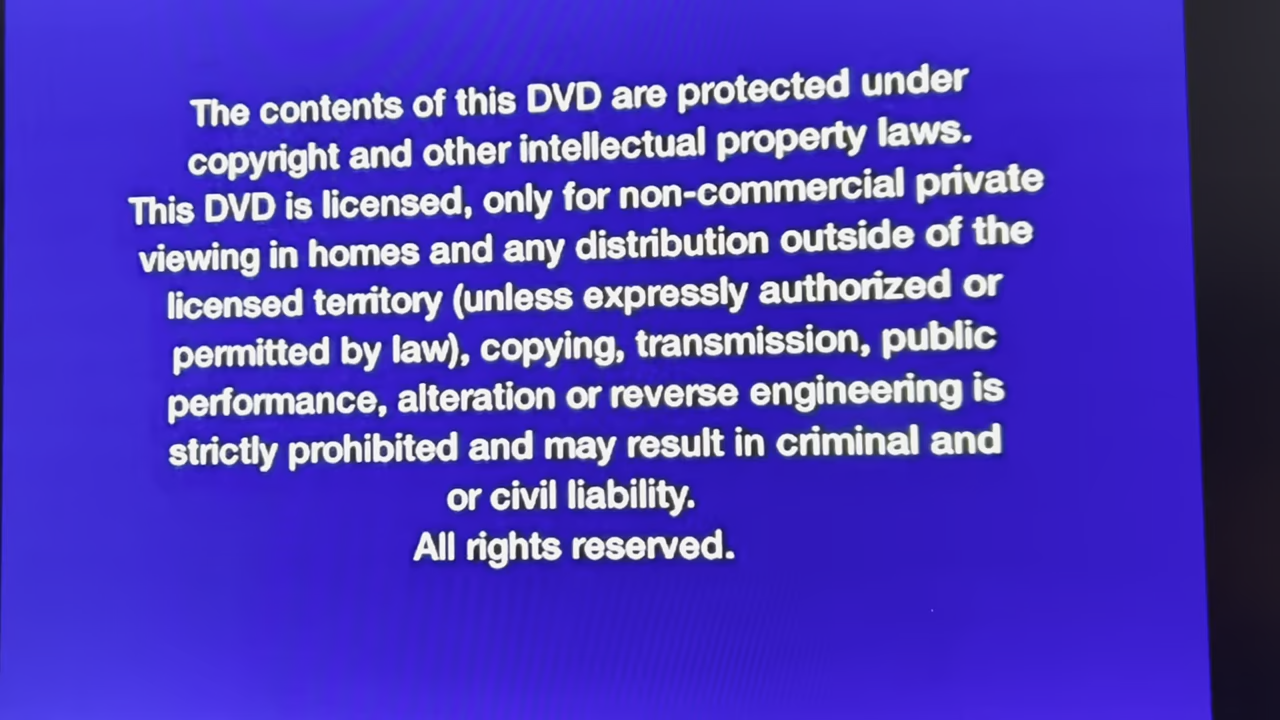 The contents of this DVD are protected under
copyright and other intellectual property laws.
This DVD is licensed, only for non-commercial private
viewing in homes and any distribution outside of the
licensed territory (unless expressly authorized or
permitted by law), copying, transmission, public
performance, alteration or reverse engineering is
strictly prohibited and may result in criminal and
or civil liability.
All rights reserved.